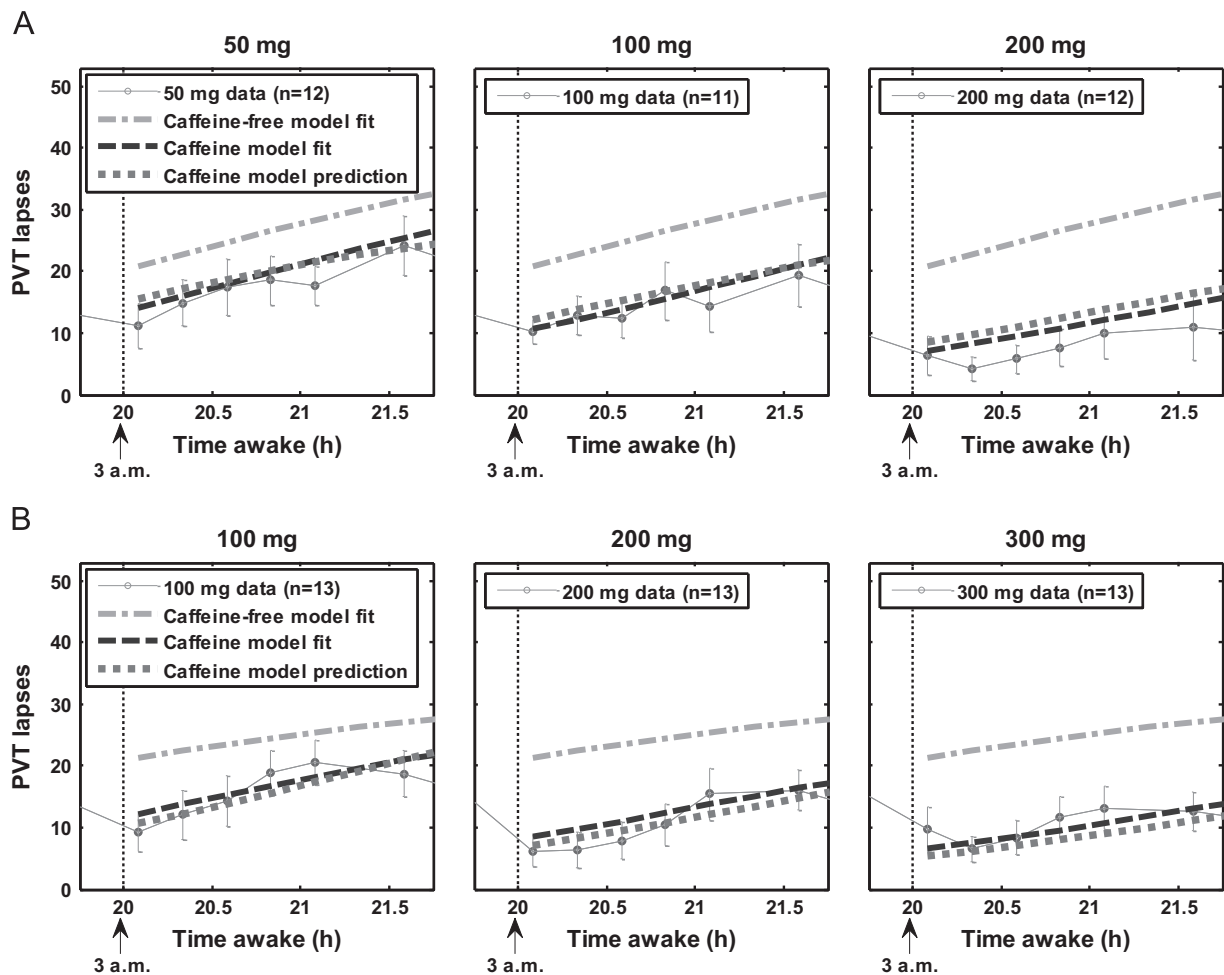 A
50 mg
100 mg
200 mg
50 mg data (n=12)
Caffeine-free model fit
Caffeine model fit
Caffeine model prediction
100 mg data (n=11)
200 mg data (n=12)
PVT lapses
50
40
30
20
10
0
20
20.5
21
21.5
20
20.5
21
21.5
20
20.5
21
21.5
Time awake (h)
Time awake (h)
Time awake (h)
3 a.m.
3 a.m.
3 a.m.
B
100 mg
200 mg
300 mg
100 mg data (n=13)
Caffeine-free model fit
Caffeine model fit
Caffeine model prediction
200 mg data (n=13)
300 mg data (n=13)
PVT lapses
50
40
30
20
10
0
20
20.5
21
21.5
20
20.5
21
21.5
20
20.5
21
21.5
Time awake (h)
Time awake (h)
Time awake (h)
3 a.m.
3 a.m.
3 a.m.